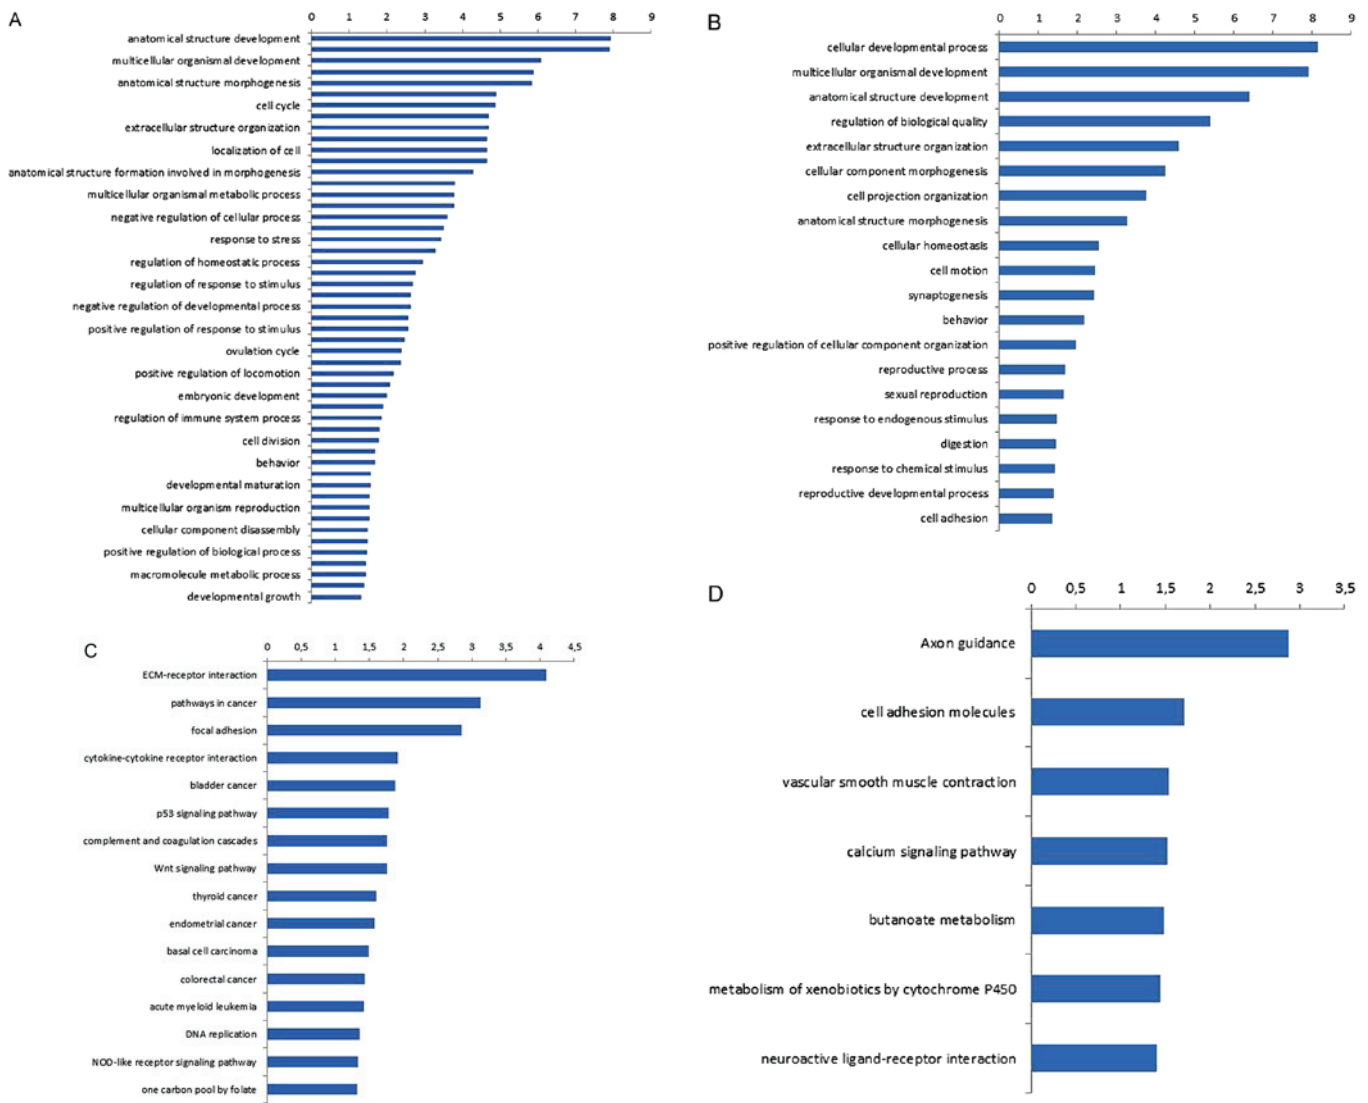 A
0 1 2 3 4 5 6 7 8 9
anatomical structure development
multicellular organismal development
anatomical structure morphogenesis
cell cycle
extracellular structure organization
localization of cell
anatomical structure formation involved in morphogenesis
multicellular organismal metabolic process
negative regulation of cellular process
response to stress
regulation of homeostatic process
regulation of response to stimulus
negative regulation of developmental process
positive regulation of response to stimulus
ovulation cycle
positive regulation of locomotion
embryonic development
regulation of immune system process
cell division
behavior
developmental maturation
multicellular organism reproduction
cellular component disassembly
positive regulation of biological process
macromolecule metabolic process
developmental growth
B
0 1 2 3 4 5 6 7 8 9
cellular developmental process
multicellular organismal development
anatomical structure development
regulation of biological quality
extracellular structure organization
cellular component morphogenesis
cell projection organization
anatomical structure morphogenesis
cellular homeostasis
cell motion
synaptogenesis
behavior
positive regulation of cellular component organization
reproductive process
sexual reproduction
response to endogenous stimulus
digestion
response to chemical stimulus
reproductive developmental process
cell adhesion
C
0 0,5 1 1,5 2 2,5 3 3,5 4 4,5
ECM-receptor interaction
pathways in cancer
focal adhesion
cytokine-cytokine receptor interaction
bladder cancer
p53 signaling pathway
complement and coagulation cascades
Wnt signaling pathway
thyroid cancer
endometrial cancer
basal cell carcinoma
colorectal cancer
acute myeloid leukemia
DNA replication
NOD-like receptor signaling pathway
one carbon pool by folate
D
0 0,5 1 1,5 2 2,5 3 3,5
Axon guidance
cell adhesion molecules
vascular smooth muscle contraction
calcium signaling pathway
butanoate metabolism
metabolism of xenobiotics by cytochrome P450
neuroactive ligand-receptor interaction